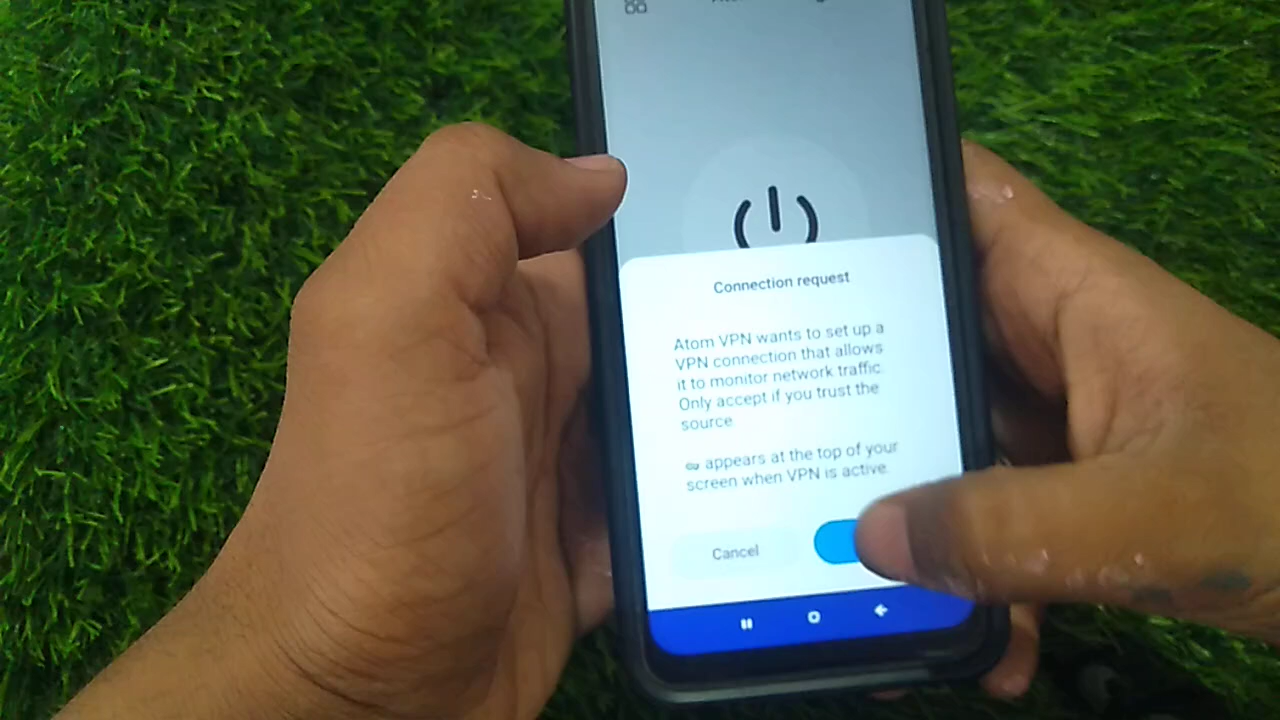 Connection request
Atom VPN wants to set up a
VPN connection that allows
it to monitor network traffic.
Only accept if you trust the
source
appears at the top of your
screen when VPN is active.
Cancel